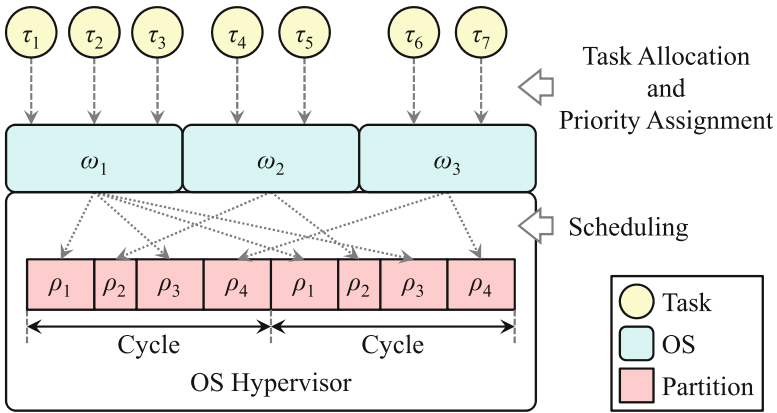 τ1 τ2 τ3 τ4 τ5 τ6 τ7
Task Allocation
and
Priority Assignment
ω1 ω2 ω3
Scheduling
ρ1 ρ2 ρ3 ρ4 ρ1 ρ2 ρ3 ρ4
Cycle Cycle
OS Hypervisor
Task
OS
Partition